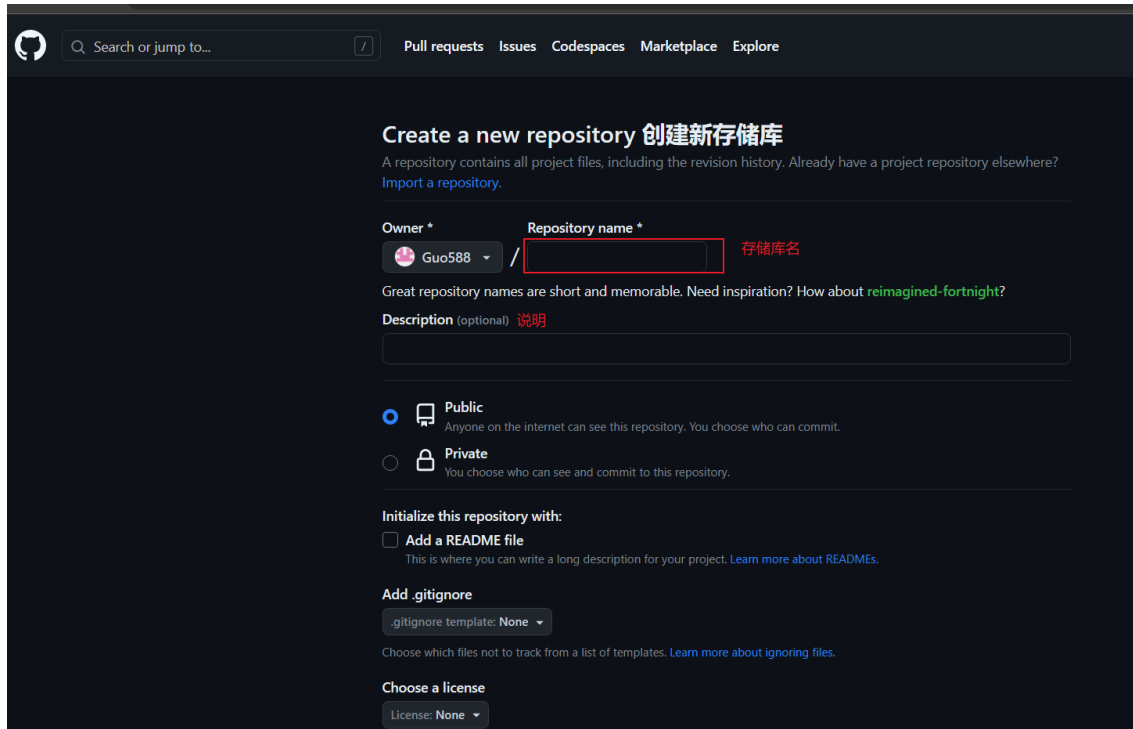 Search or jump to... /
Pull requests Issues Codespaces Marketplace Explore
Create a new repository 创建新存储库
A repository contains all project files, including the revision history. Already have a project repository elsewhere?
Import a repository.
Owner * Repository name *
Guo588 / 存储库名
Great repository names are short and memorable. Need inspiration? How about reimagined-fortnight?
Description (optional) 说明
Public
Anyone on the internet can see this repository. You choose who can commit.
Private
You choose who can see and commit to this repository.
Initialize this repository with:
Add a README file
This is where you can write a long description for your project. Learn more about READMEs.
Add .gitignore
.gitignore template: None
Choose which files not to track from a list of templates. Learn more about ignoring files.
Choose a license
License: None